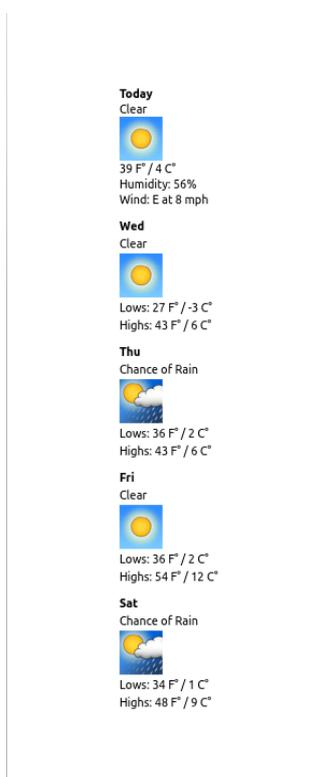 Today
Clear
39 F° / 4 C°
Humidity: 56%
Wind: E at 8 mph
Wed
Clear
Lows: 27 F° / -3 C°
Highs: 43 F° / 6 C°
Thu
Chance of Rain
Lows: 36 F° / 2 C°
Highs: 43 F° / 6 C°
Fri
Clear
Lows: 36 F° / 2 C°
Highs: 54 F° / 12 C°
Sat
Chance of Rain
Lows: 34 F° / 1 C°
Highs: 48 F° / 9 C°